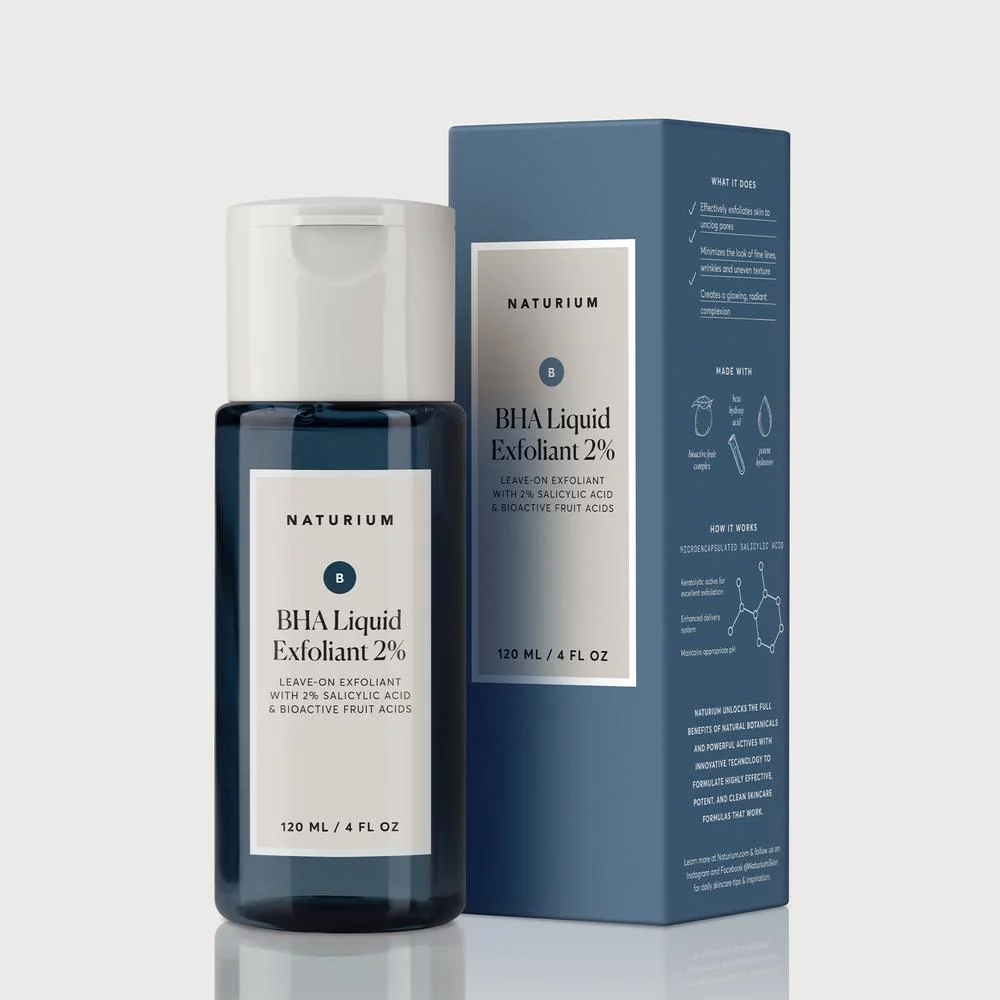 NATURIUM
B
BHA Liquid
Exfoliant 2%
LEAVE-ON EXFOLIANT
WITH 2% SALICYLIC ACID
& BIOACTIVE FRUIT ACIDS
120 ML / 4 FL OZ
NATURIUM
B
BHA Liquid
Exfoliant 2%
LEAVE-ON EXFOLIANT
WITH 2% SALICYLIC ACID
& BIOACTIVE FRUIT ACIDS
120 ML / 4 FL OZ
WHAT IT DOES
Effectively exfoliates skin to
unclog pores
Minimizes the look of fine lines,
wrinkles and uneven texture
Creates a glowing, radiant
complexion
MADE WITH
bioactive fruit
complex
beta
hydroxy
acid
potent
hydrators
HOW IT WORKS
MICROENCAPSULATED SALICYLIC ACID
Keratolytic active for
excellent exfoliation
Enhanced delivery
system
Maintains appropriate pH
NATURIUM UNLOCKS THE FULL
BENEFITS OF NATURAL BOTANICALS
AND POWERFUL ACTIVES WITH
INNOVATIVE TECHNOLOGY TO
FORMULATE HIGHLY EFFECTIVE,
POTENT, AND CLEAN SKINCARE
FORMULAS THAT WORK.
Learn more at Naturium.com & follow us on
Instagram and Facebook @NaturiumSkin
for daily skincare tips & inspiration.